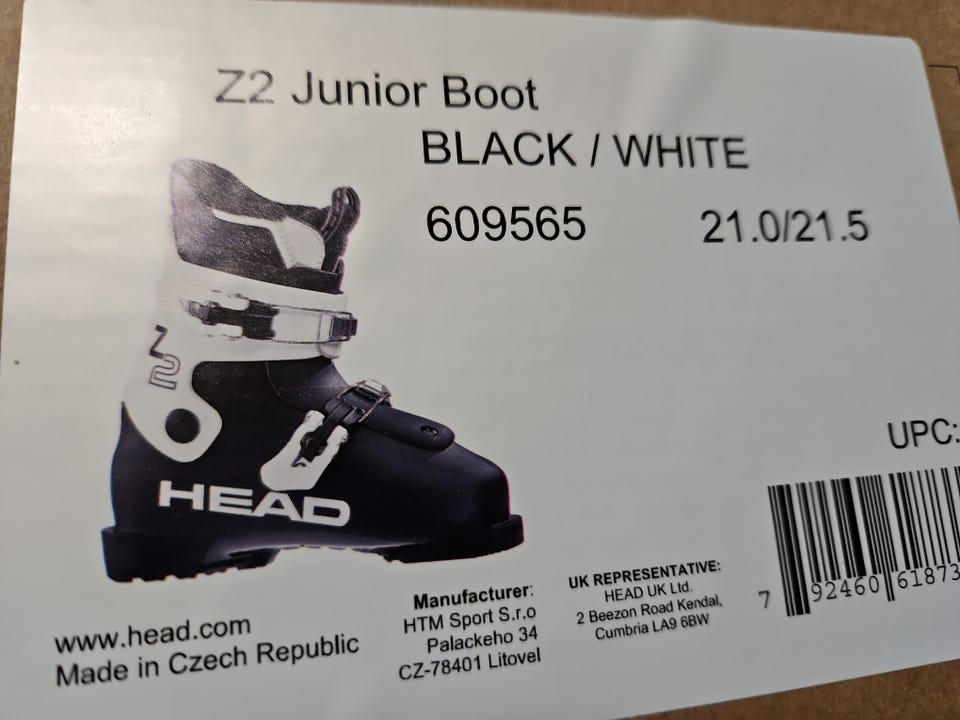 Z2 Junior Boot
BLACK / WHITE
609565 21.0/21.5
Z2
HEAD
UPC:
7 92460 61873
www.head.com
Made in Czech Republic
Manufacturer:
HTM Sport S.r.o
Palackeho 34
CZ-78401 Litovel
UK REPRESENTATIVE:
HEAD UK Ltd.
2 Beezon Road Kendal,
Cumbria LA9 6BW